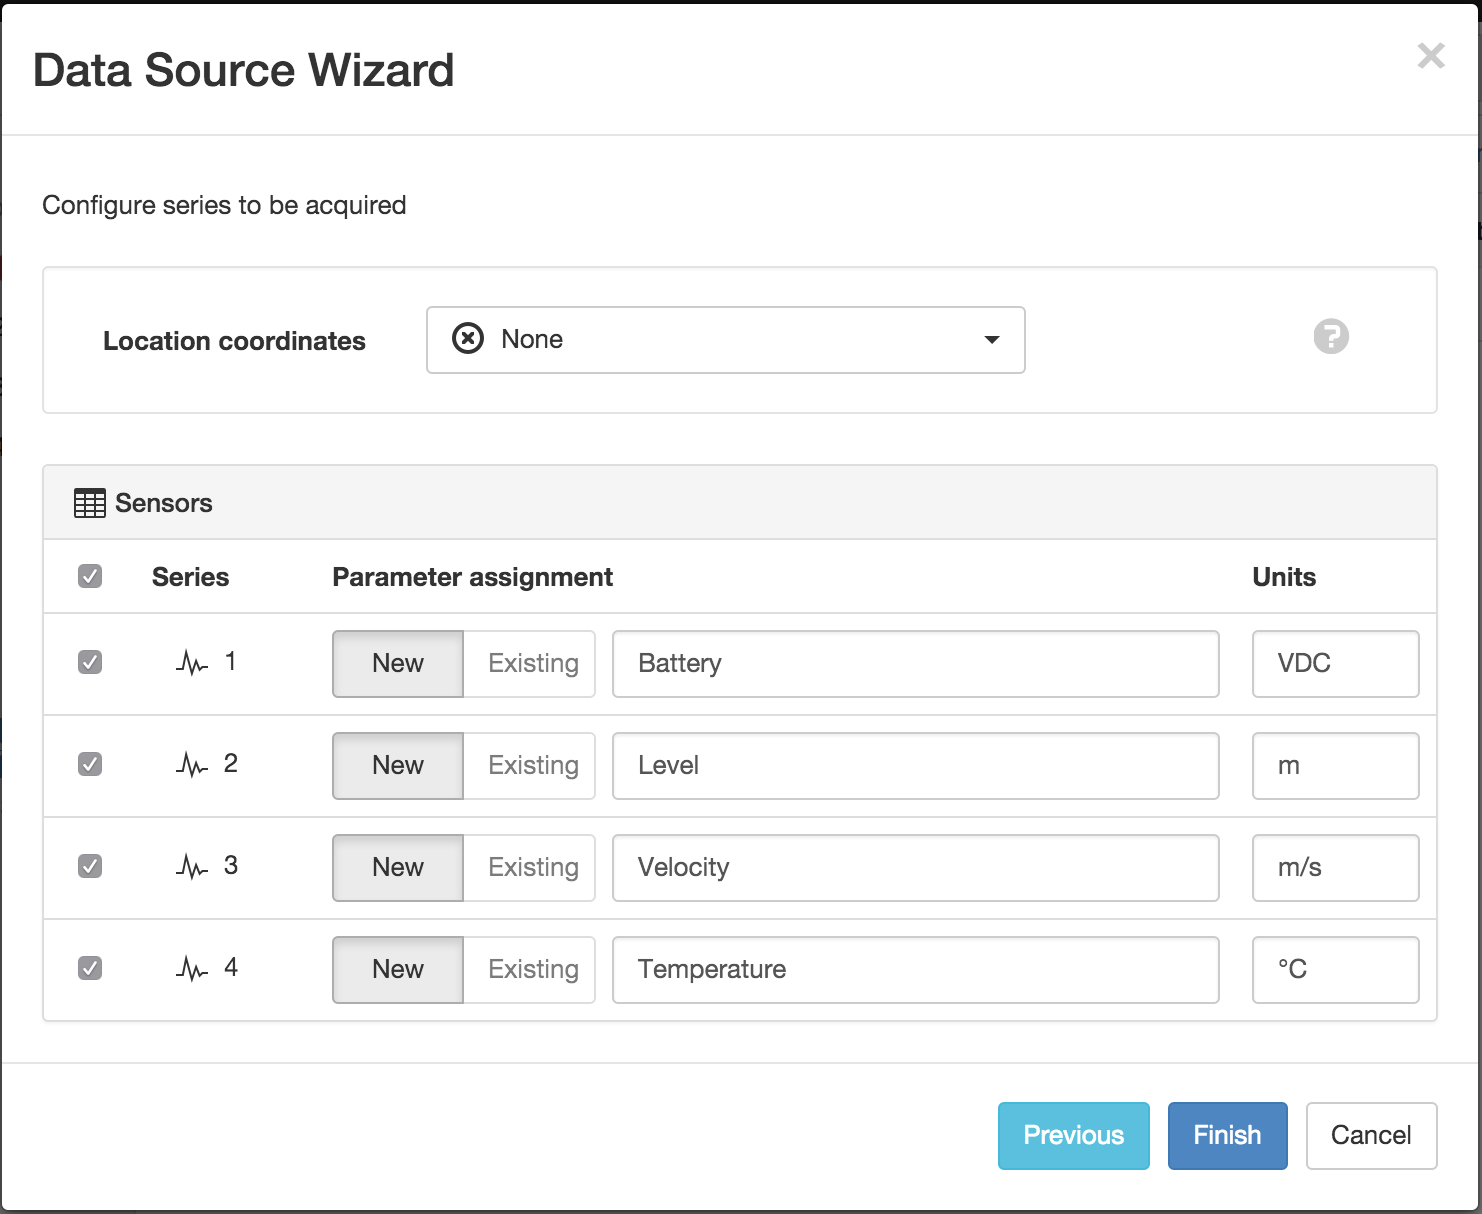 Data Source Wizard
×
Configure series to be acquired
Location coordinates None ?
Sensors
Series Parameter assignment Units
1 New Existing Battery VDC
2 New Existing Level m
3 New Existing Velocity m/s
4 New Existing Temperature °C
Previous Finish Cancel